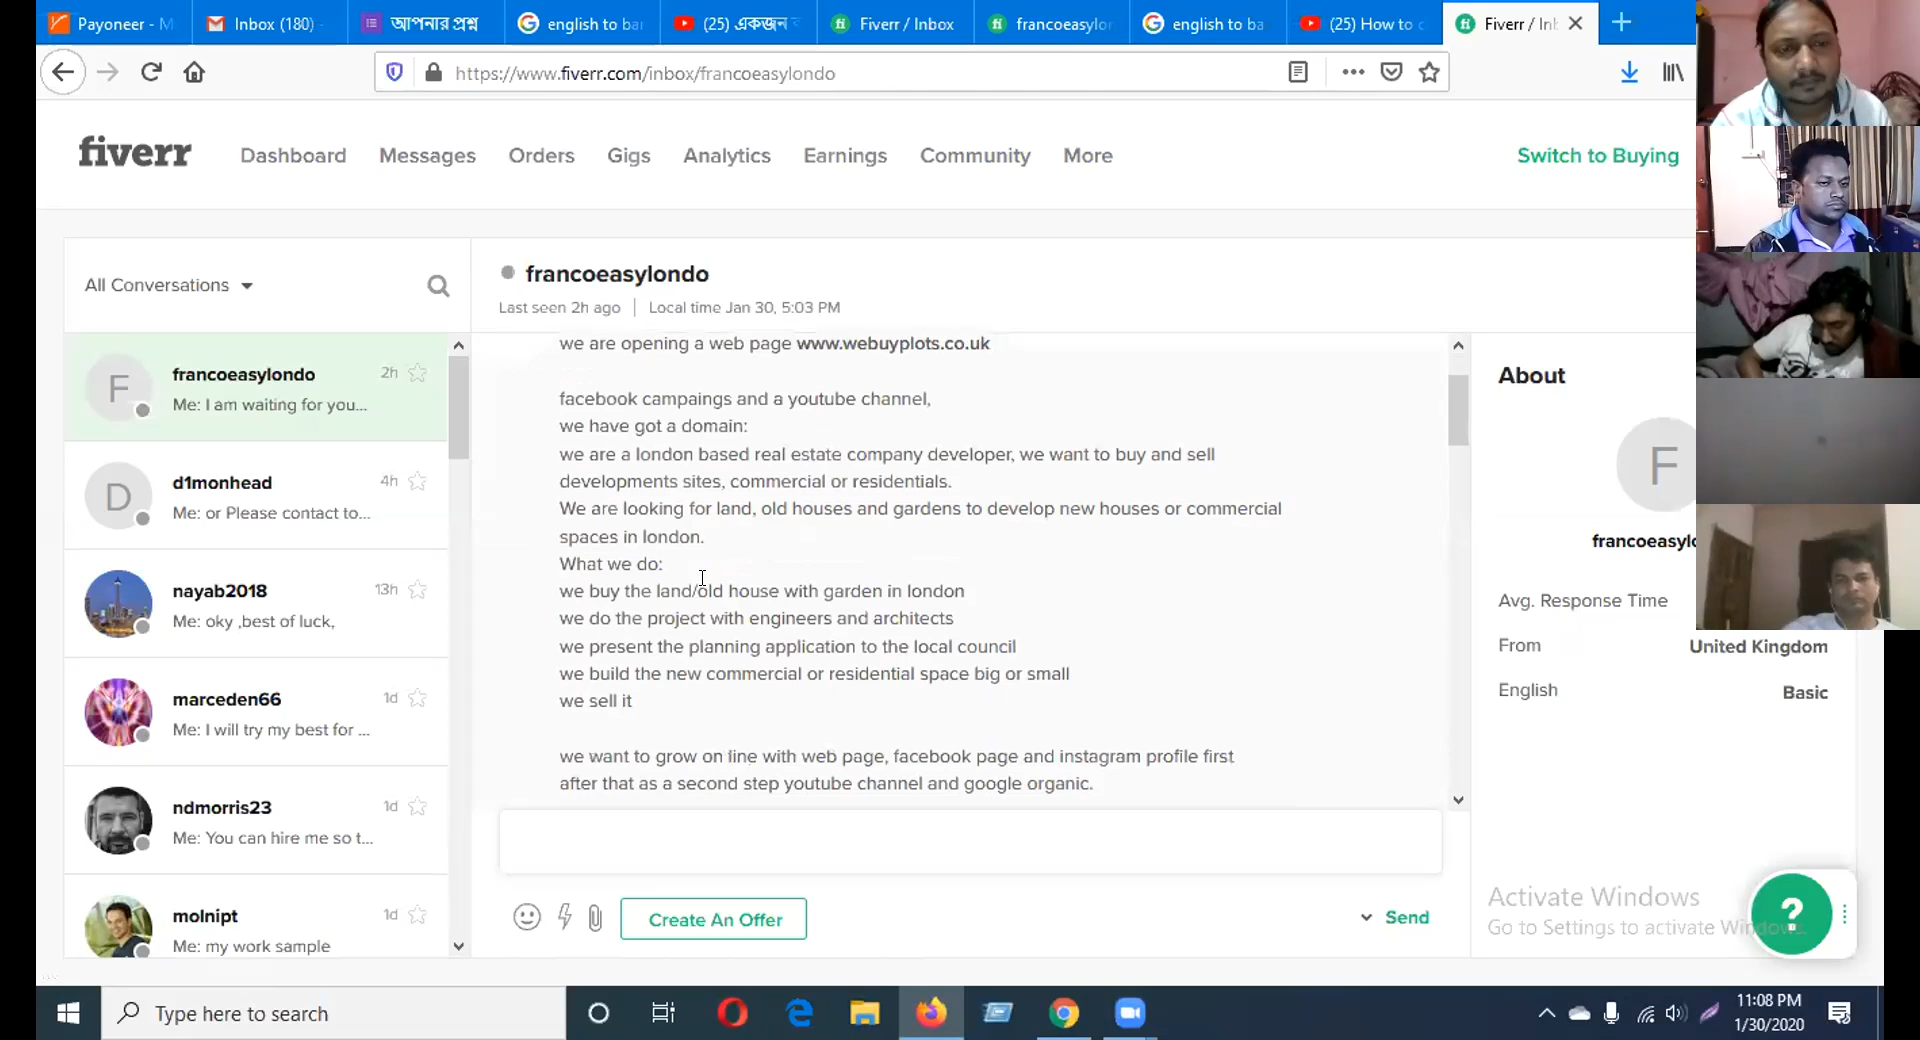 Payoneer - M
Inbox (180)
আপনার প্রশ্ন
english to ba
(25) একজন
Fiverr / Inbox
francoeasylo
english to ba
(25) How to c
Fiverr / In
https://www.fiverr.com/inbox/francoeasylondo
fiverr
Dashboard
Messages
Orders
Gigs
Analytics
Earnings
Community
More
Switch to Buying
All Conversations
francoeasylondo
2h
Me: I am waiting for you...
d1monhead
4h
Me: or Please contact to...
nayab2018
13h
Me: oky ,best of luck,
marceden66
1d
Me: I will try my best for ...
ndmorris23
1d
Me: You can hire me so t...
molnipt
1d
Me: my work sample
francoeasylondo
Last seen 2h ago | Local time Jan 30, 5:03 PM
we are opening a web page www.webuyplots.co.uk
facebook campaings and a youtube channel,
we have got a domain:
we are a london based real estate company developer, we want to buy and sell
developments sites, commercial or residentials.
We are looking for land, old houses and gardens to develop new houses or commercial
spaces in london.
What we do:
we buy the land/old house with garden in london
we do the project with engineers and architects
we present the planning application to the local council
we build the new commercial or residential space big or small
we sell it
we want to grow on line with web page, facebook page and instagram profile first
after that as a second step youtube channel and google organic.
Create An Offer
Send
About
F
francoeasylo
Avg. Response Time
From United Kingdom
English Basic
Activate Windows
Go to Settings to activate Windows.
Type here to search
11:08 PM
1/30/2020